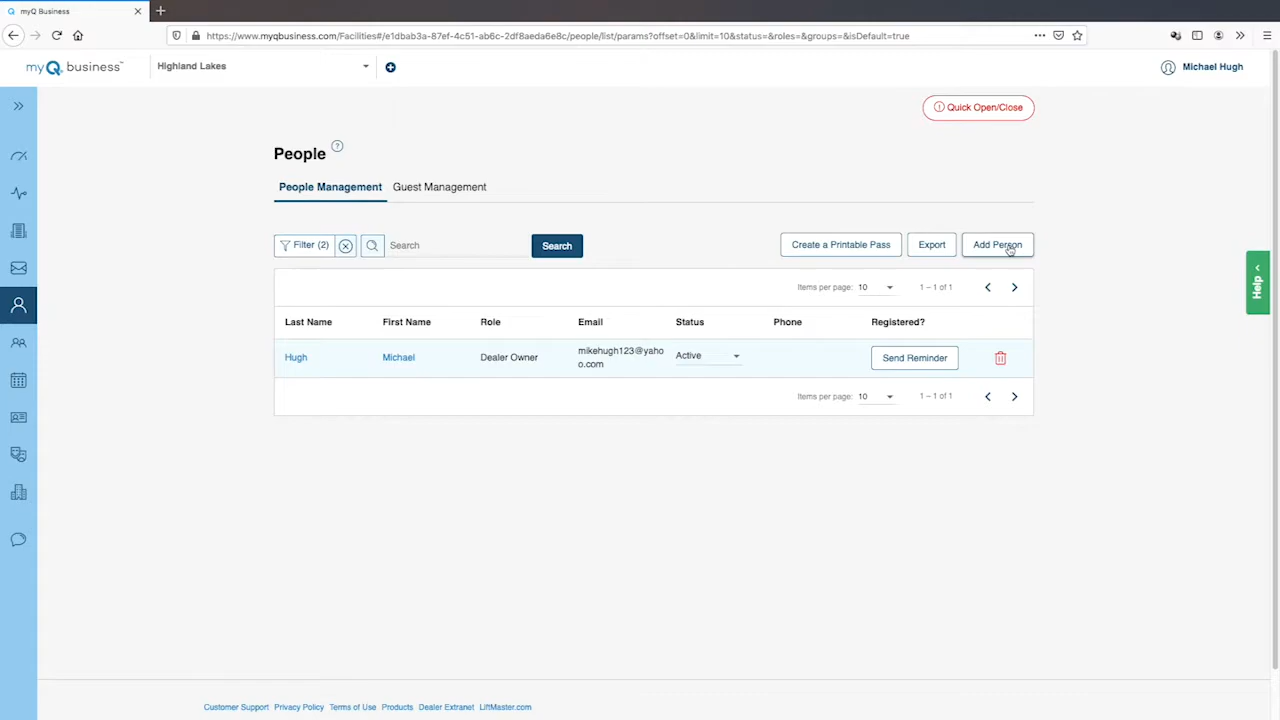 myQ Business
https://www.myqbusiness.com/Facilities#/e1dbab3a-87ef-4c51-ab6c-2df8aeda6e8c/people/list/params?offset=0&limit=10&status=&roles=&groups=&isDefault=true
myQ business™
Highland Lakes
Michael Hugh
Quick Open/Close
People ?
People Management Guest Management
Filter (2) Search Search Create a Printable Pass Export Add Person
Help
Items per page: 10 1 – 1 of 1
Last Name First Name Role Email Status Phone Registered?
Hugh Michael Dealer Owner mikehugh123@yaho Active Send Reminder
o.com
Items per page: 10 1 – 1 of 1
Customer Support Privacy Policy Terms of Use Products Dealer Extranet LiftMaster.com